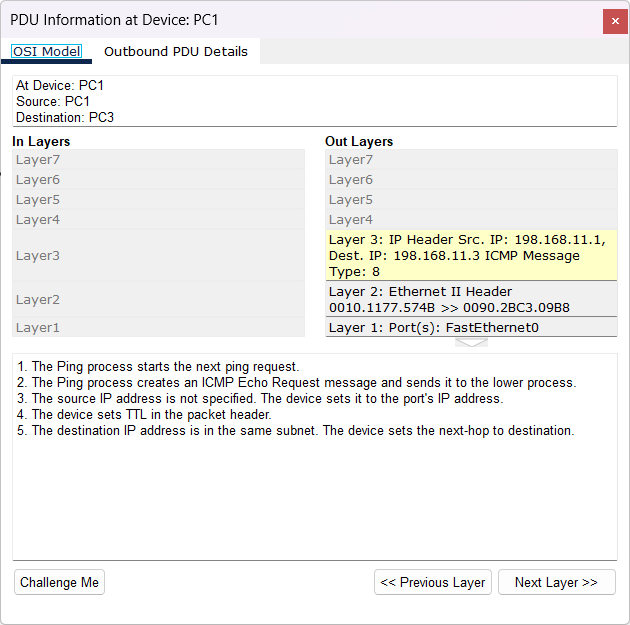 PDU Information at Device: PC1
OSI Model
Outbound PDU Details
At Device: PC1
Source: PC1
Destination: PC3
In Layers
Layer7
Layer6
Layer5
Layer4
Layer3
Layer2
Layer1
Out Layers
Layer7
Layer6
Layer5
Layer4
Layer 3: IP Header Src. IP: 198.168.11.1,
Dest. IP: 198.168.11.3 ICMP Message
Type: 8
Layer 2: Ethernet II Header
0010.1177.574B >> 0090.2BC3.09B8
Layer 1: Port(s): FastEthernet0
1. The Ping process starts the next ping request.
2. The Ping process creates an ICMP Echo Request message and sends it to the lower process.
3. The source IP address is not specified. The device sets it to the port's IP address.
4. The device sets TTL in the packet header.
5. The destination IP address is in the same subnet. The device sets the next-hop to destination.
Challenge Me
<< Previous Layer
Next Layer >>